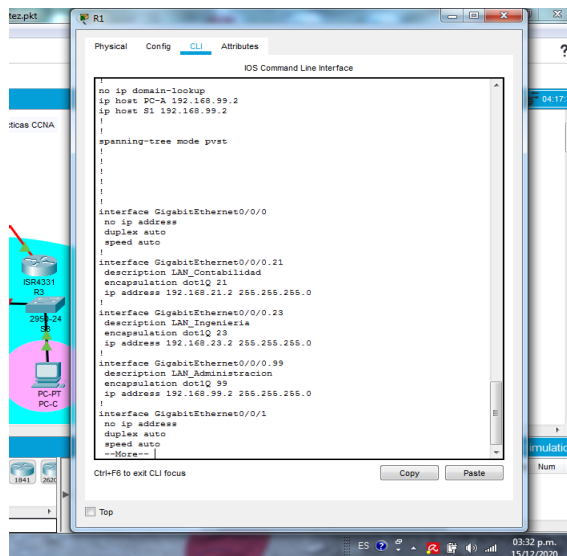 tez.pkt
R1
Physical Config CLI Attributes
IOS Command Line Interface
!
no ip domain-lookup
ip host PC-A 192.168.99.2
ip host S1 192.168.99.2
!
!
spanning-tree mode pvst
!
!
!
!
!
!
interface GigabitEthernet0/0/0
no ip address
duplex auto
speed auto
!
interface GigabitEthernet0/0/0.21
description LAN_Contabilidad
encapsulation dot1Q 21
ip address 192.168.21.2 255.255.255.0
!
interface GigabitEthernet0/0/0.23
description LAN_Ingenieria
encapsulation dot1Q 23
ip address 192.168.23.2 255.255.255.0
!
interface GigabitEthernet0/0/0.99
description LAN_Administracion
encapsulation dot1Q 99
ip address 192.168.99.2 255.255.255.0
!
interface GigabitEthernet0/0/1
no ip address
duplex auto
speed auto
--More--
Ctrl+F6 to exit CLI focus
Copy
Paste
Top
?
04:17:
ticas CCNA
ISR4331
R3
PC-PT
PC-C
1841
imulatio
Num
ES
03:32 p.m.
15/12/2020